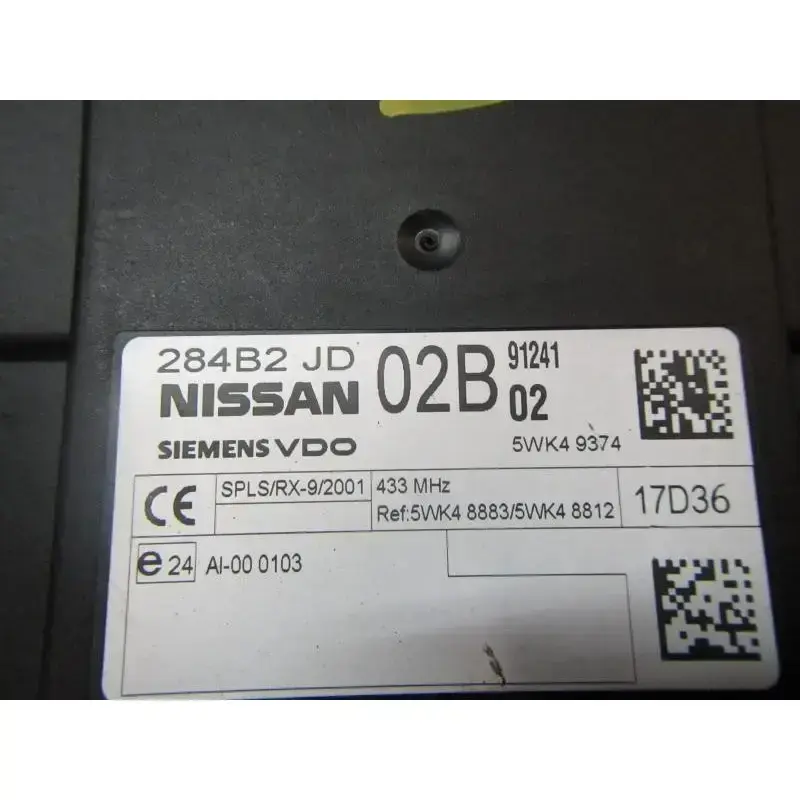 284B2 JD 02B 91241
NISSAN 02
SIEMENS VDO 5WK4 9374
CE SPLS/RX-9/2001 433 MHz 17D36
Ref:5WK4 8883/5WK4 8812
e 24 AI-00 0103